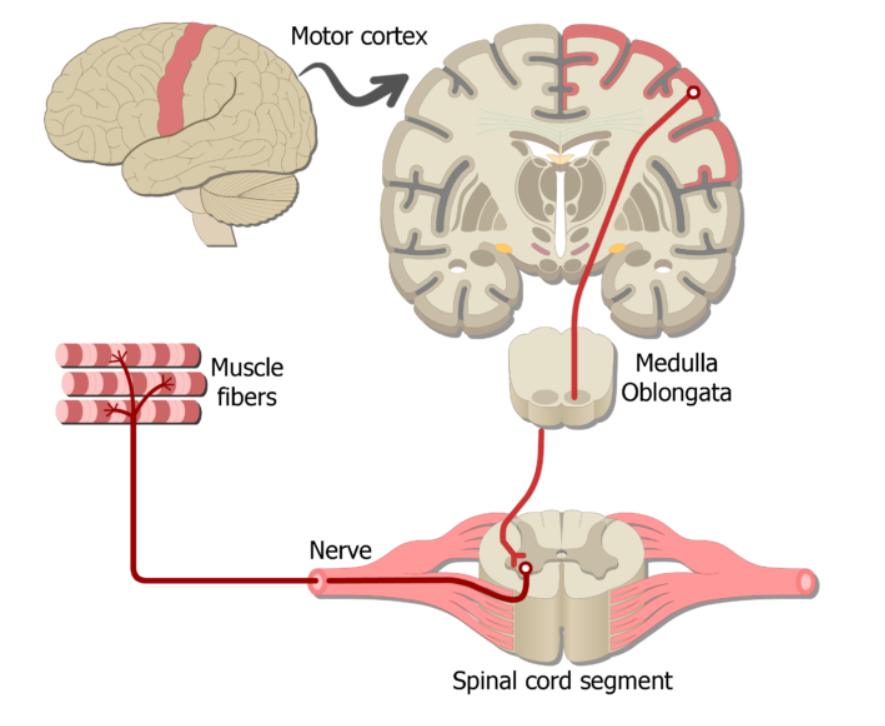 Motor cortex
Muscle
fibers
Medulla
Oblongata
Nerve
Spinal cord segment